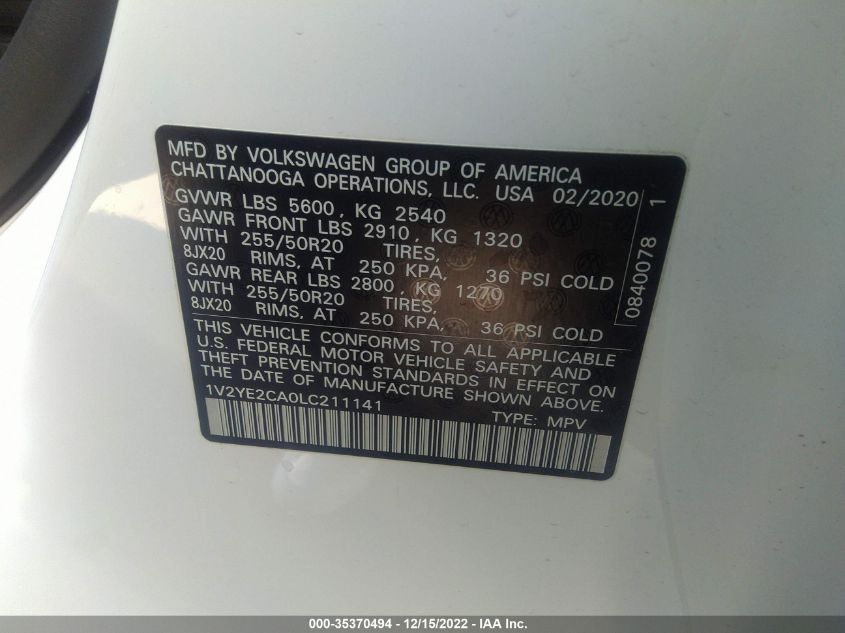 MFD BY VOLKSWAGEN GROUP OF AMERICA
CHATTANOOGA OPERATIONS, LLC. USA 02/2020
GVWR LBS 5600, KG 2540
GAWR FRONT LBS 2910, KG 1320
WITH 255/50R20 TIRES,
8JX20 RIMS, AT 250 KPA, 36 PSI COLD
GAWR REAR LBS 2800, KG 1270
WITH 255/50R20 TIRES,
8JX20 RIMS, AT 250 KPA, 36 PSI COLD
THIS VEHICLE CONFORMS TO ALL APPLICABLE
U.S. FEDERAL MOTOR VEHICLE SAFETY AND
THEFT PREVENTION STANDARDS IN EFFECT ON
THE DATE OF MANUFACTURE SHOWN ABOVE.
1V2YE2CA0LC211141 TYPE: MPV
0840078 1
000-35370494 - 12/15/2022 - IAA Inc.